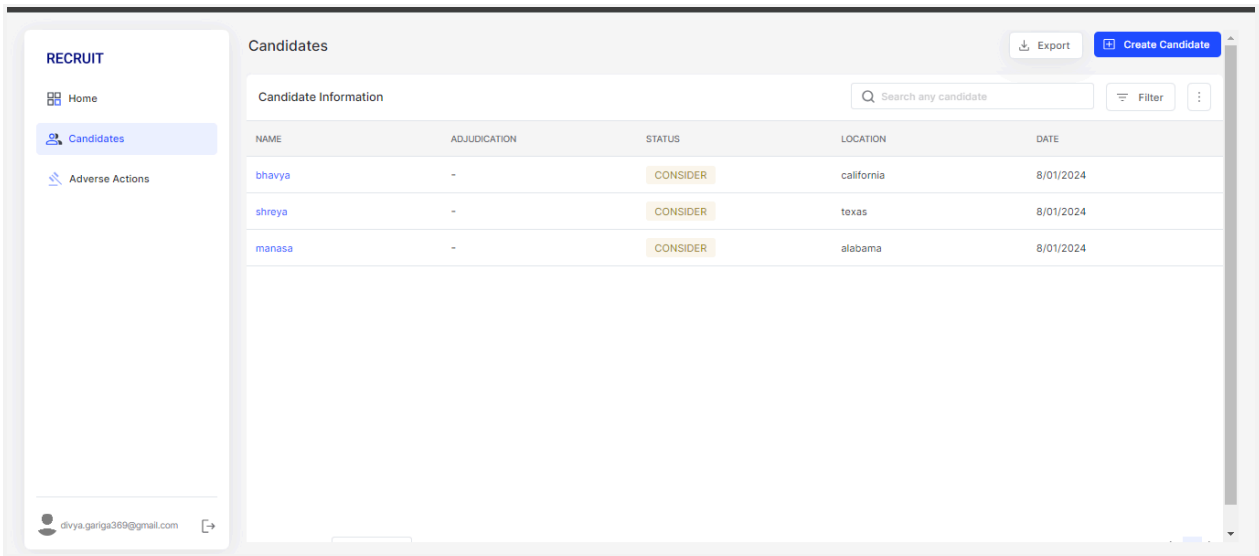 RECRUIT
Home
Candidates
Adverse Actions
divya.gariga369@gmail.com
Candidates
Export
Create Candidate
Candidate Information
Search any candidate
Filter
NAME ADJUDICATION STATUS LOCATION DATE
bhavya - CONSIDER california 8/01/2024
shreya - CONSIDER texas 8/01/2024
manasa - CONSIDER alabama 8/01/2024